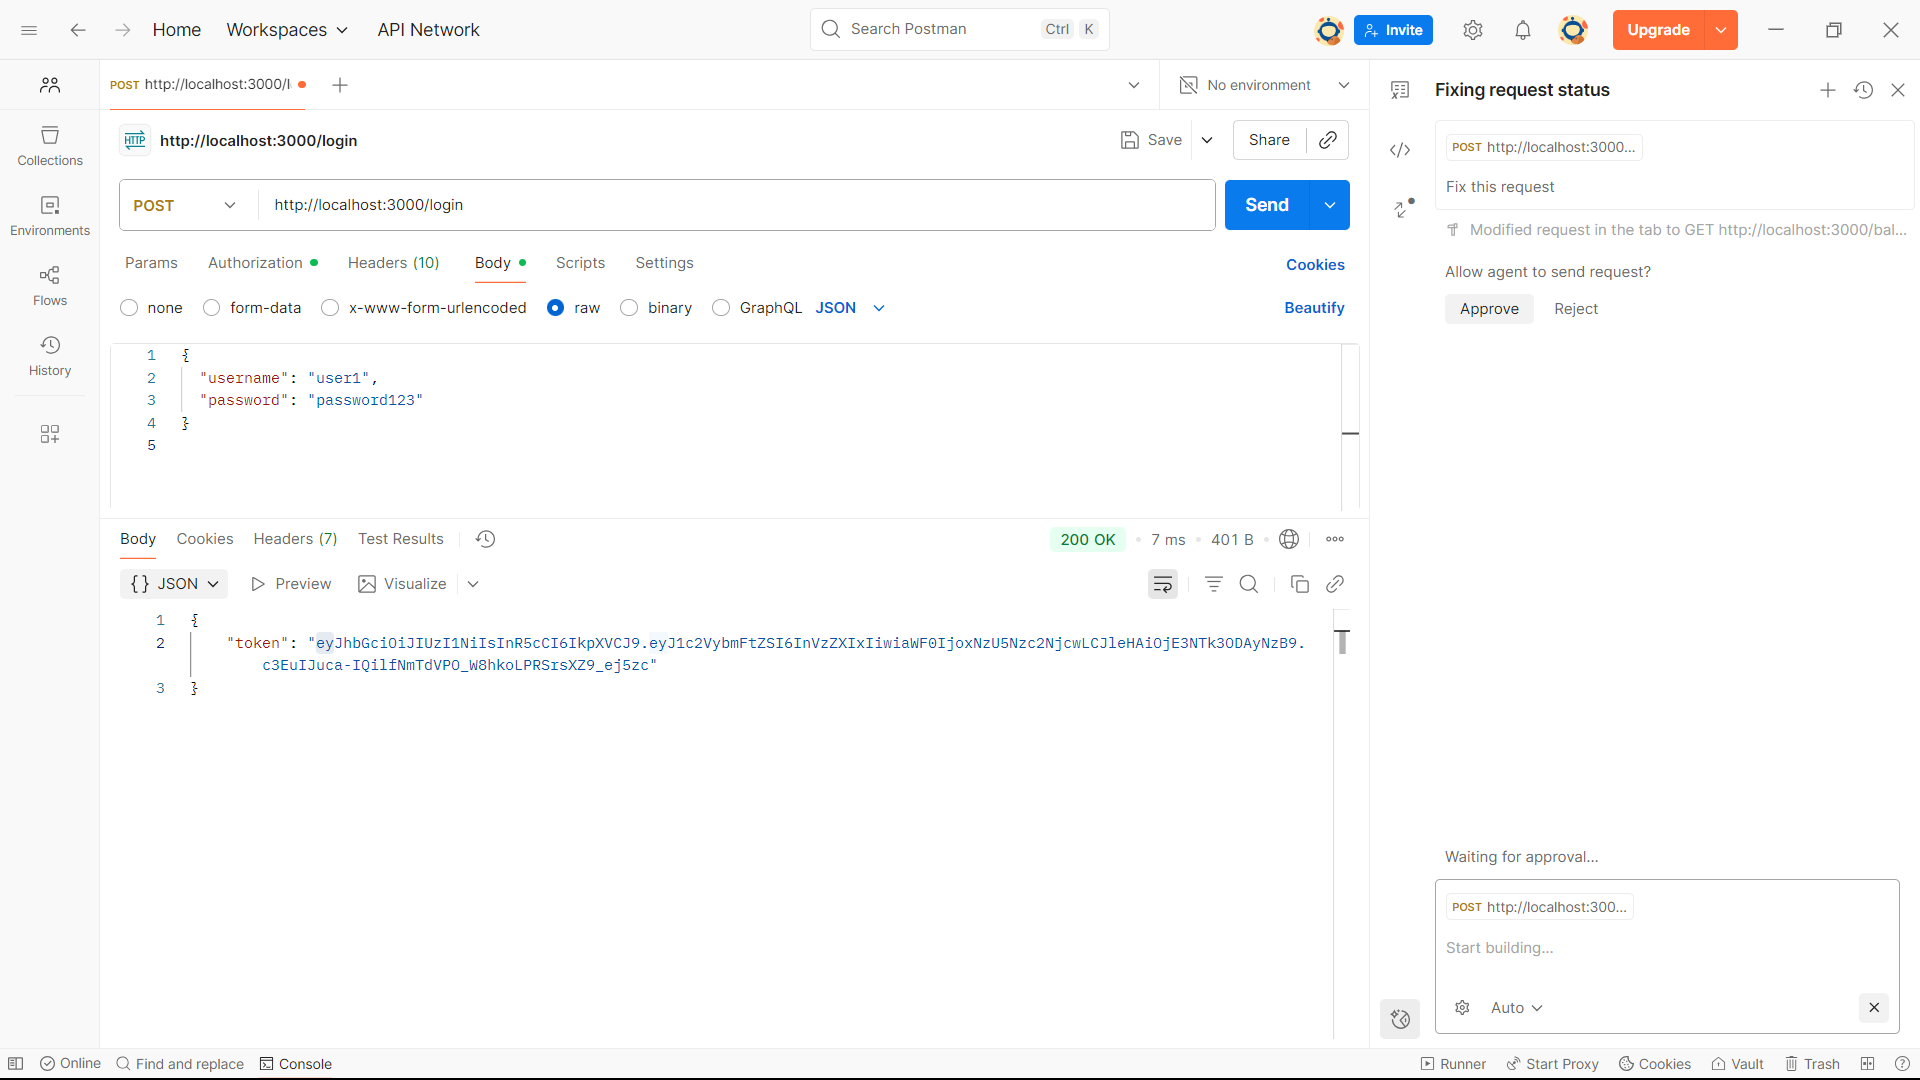 Home
Workspaces
API Network
Search Postman
Ctrl K
Invite
Upgrade
POST http://localhost:3000/l
No environment
Collections
Environments
Flows
History
HTTP http://localhost:3000/login
Save
Share
POST
http://localhost:3000/login
Send
Params
Authorization
Headers (10)
Body
Scripts
Settings
Cookies
none
form-data
x-www-form-urlencoded
raw
binary
GraphQL
JSON
Beautify
1 {
2 "username": "user1",
3 "password": "password123"
4 }
5
Body
Cookies
Headers (7)
Test Results
200 OK
7 ms
401 B
{} JSON
Preview
Visualize
1 {
2 "token": "eyJhbGciOiJIUzI1NiIsInR5cCI6IkpXVCJ9.eyJ1c2VybmFtZSI6InVzZXIxIiwiaWF0IjoxNzU5Nzc2NjcwLCJleHAiOjE3NTk3ODAyNzB9.
c3EuIJuca-IQilfNmTdVPO_W8hkoLPRSrsXZ9_ej5zc"
3 }
Fixing request status
POST http://localhost:3000...
Fix this request
Modified request in the tab to GET http://localhost:3000/bal...
Allow agent to send request?
Approve
Reject
Waiting for approval...
POST http://localhost:300...
Start building...
Auto
Online
Find and replace
Console
Runner
Start Proxy
Cookies
Vault
Trash